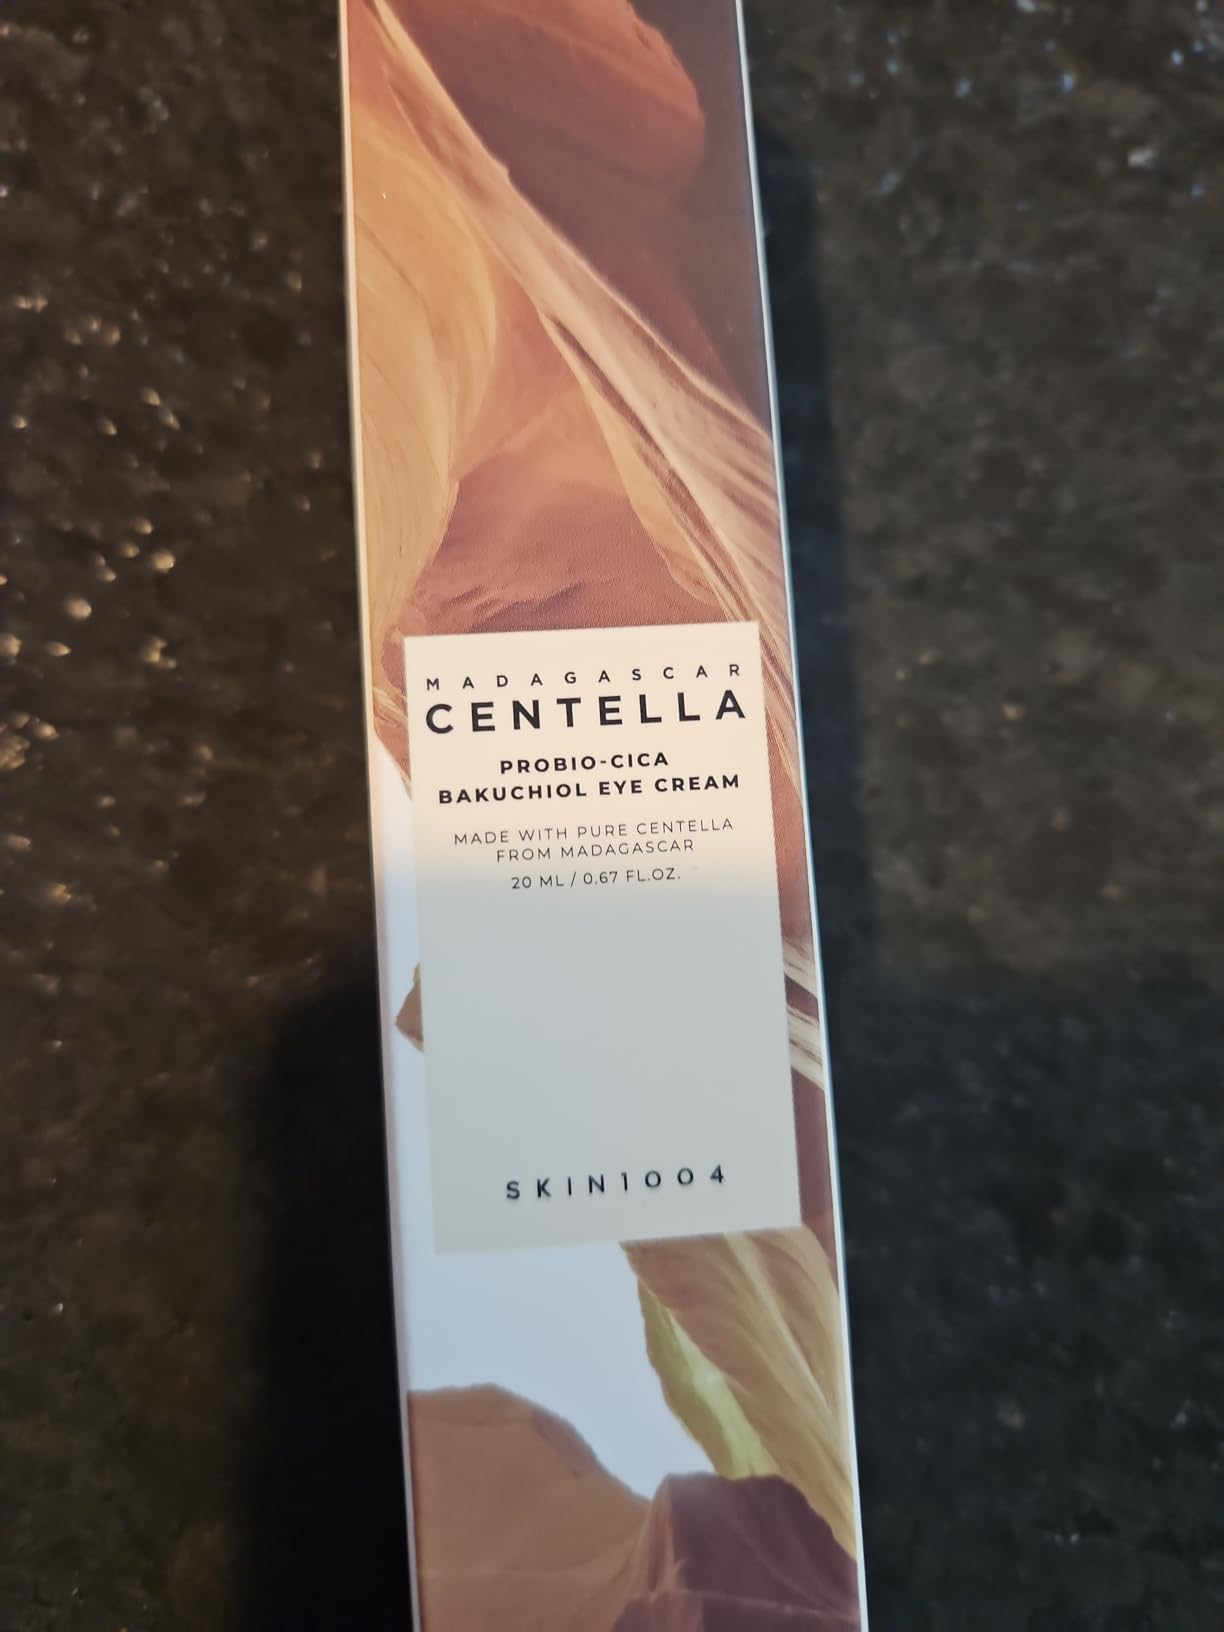 MADAGASCAR
CENTELLA
PROBIO-CICA
BAKUCHIOL EYE CREAM
MADE WITH PURE CENTELLA
FROM MADAGASCAR
20 ML / 0.67 FL.OZ.
SKIN1004